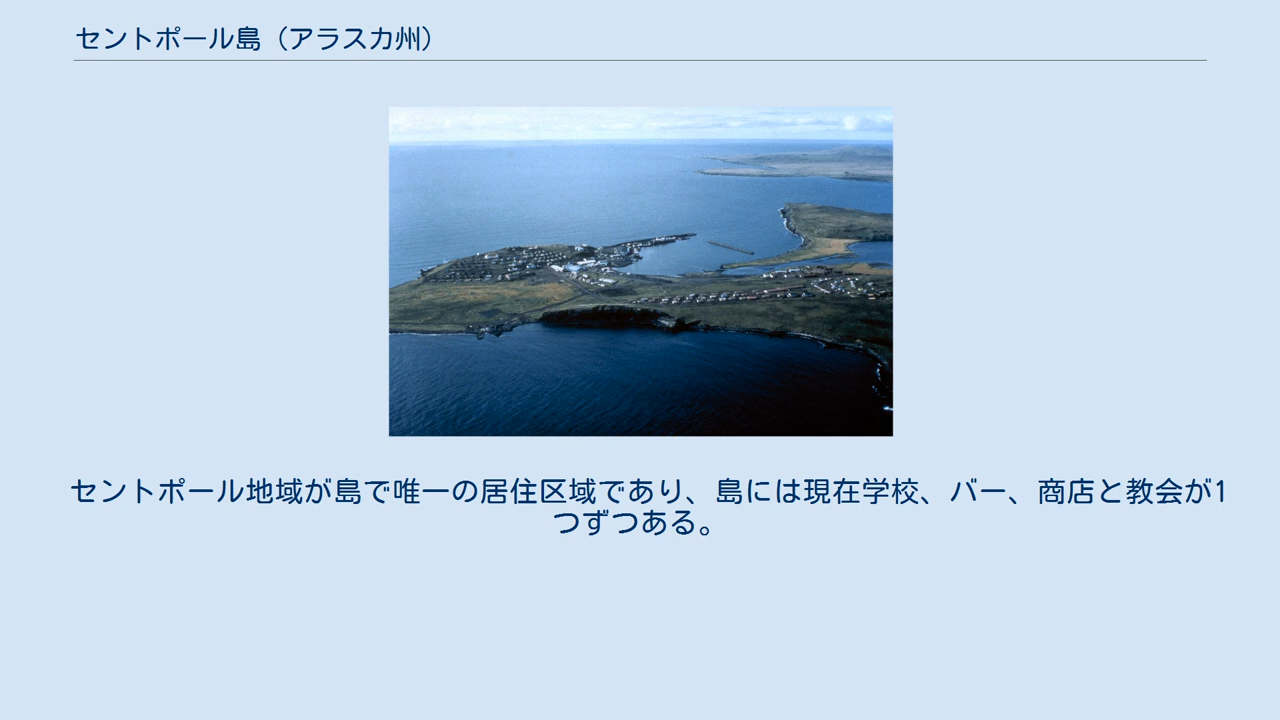 セントポール島（アラスカ州）
セントポール地域が島で唯一の居住区域であり、島には現在学校、バー、商店と教会が1
つずつある。